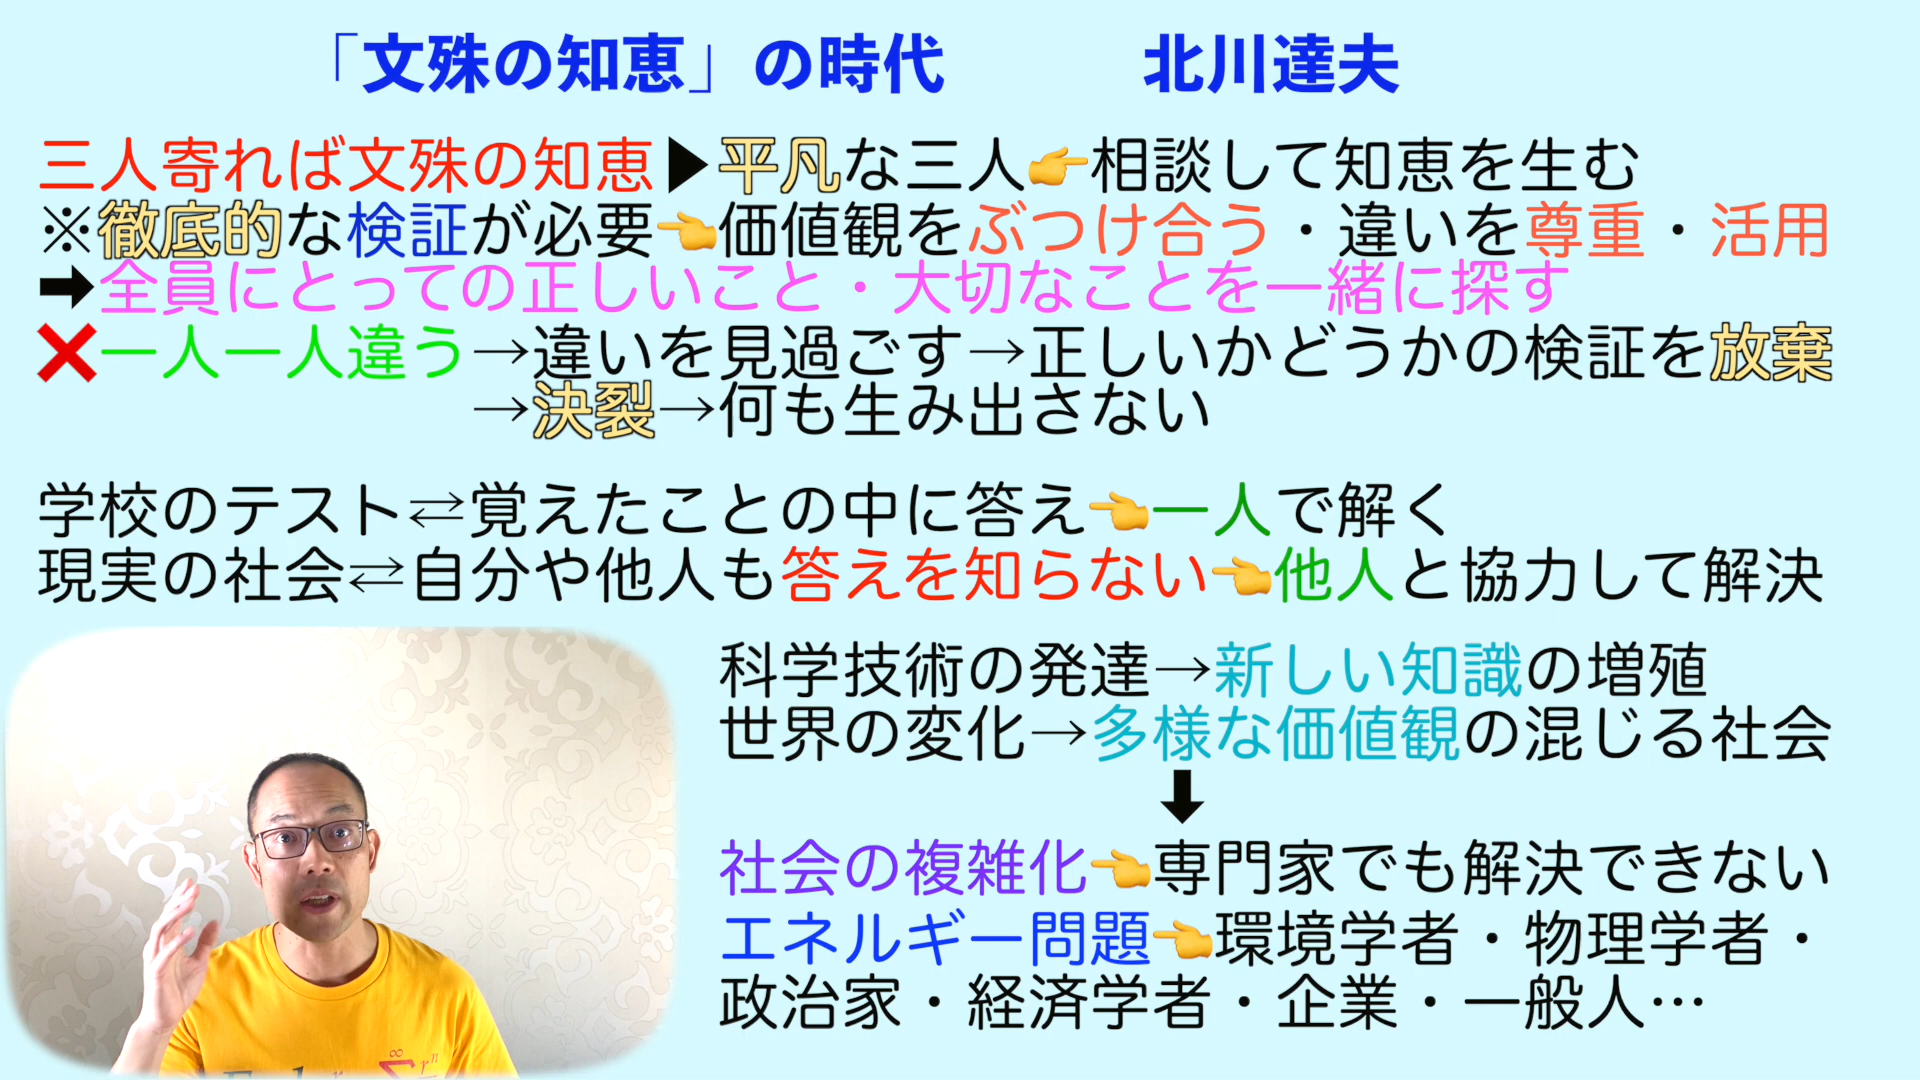 「文殊の知恵」の時代　北川達夫
三人寄れば文殊の知恵▶平凡な三人👉相談して知恵を生む
※徹底的な検証が必要👈価値観をぶつけ合う・違いを尊重・活用
➡全員にとっての正しいこと・大切なことを一緒に探す
❌一人一人違う→違いを見過ごす→正しいかどうかの検証を放棄
→決裂→何も生み出さない
学校のテスト⇄覚えたことの中に答え👈一人で解く
現実の社会⇄自分や他人も答えを知らない👈他人と協力して解決
科学技術の発達→新しい知識の増殖
世界の変化→多様な価値観の混じる社会
⬇
社会の複雑化👈専門家でも解決できない
エネルギー問題👈環境学者・物理学者・
政治家・経済学者・企業・一般人…